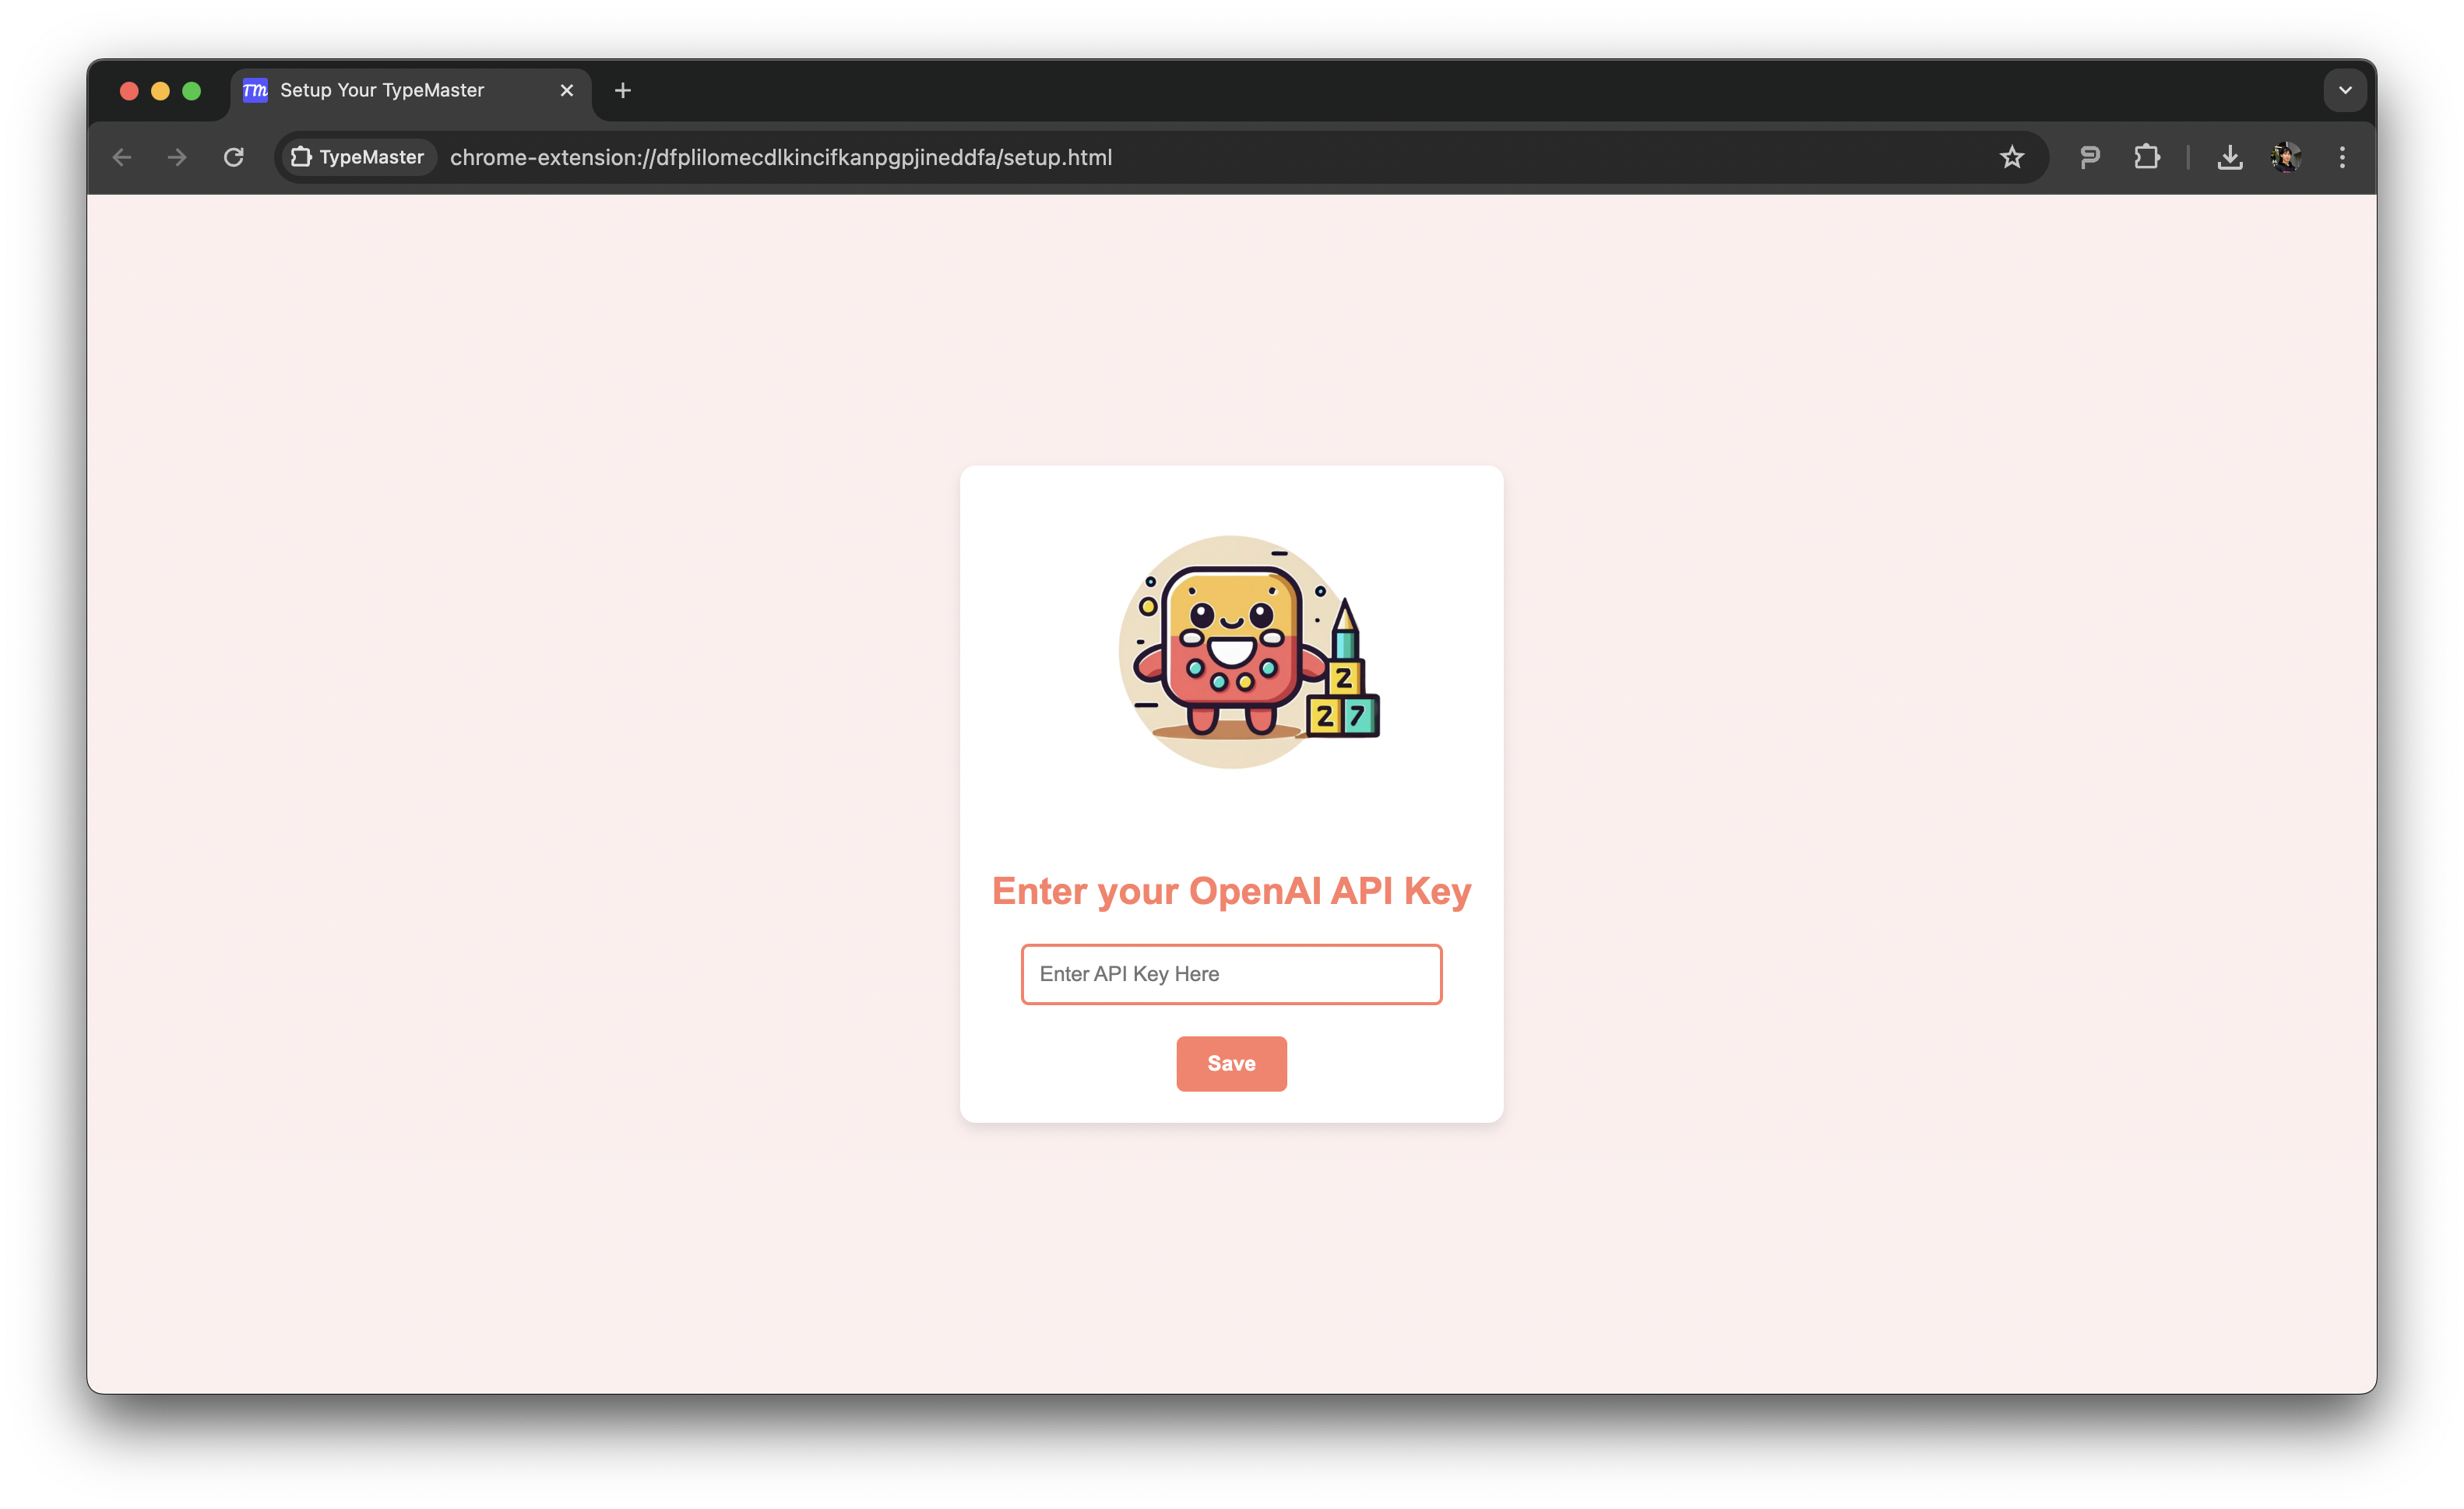 TM Setup Your TypeMaster
TypeMaster chrome-extension://dfplilomecdlkincifkanpgpjineddfa/setup.html
2
2 7
Enter your OpenAI API Key
Enter API Key Here
Save